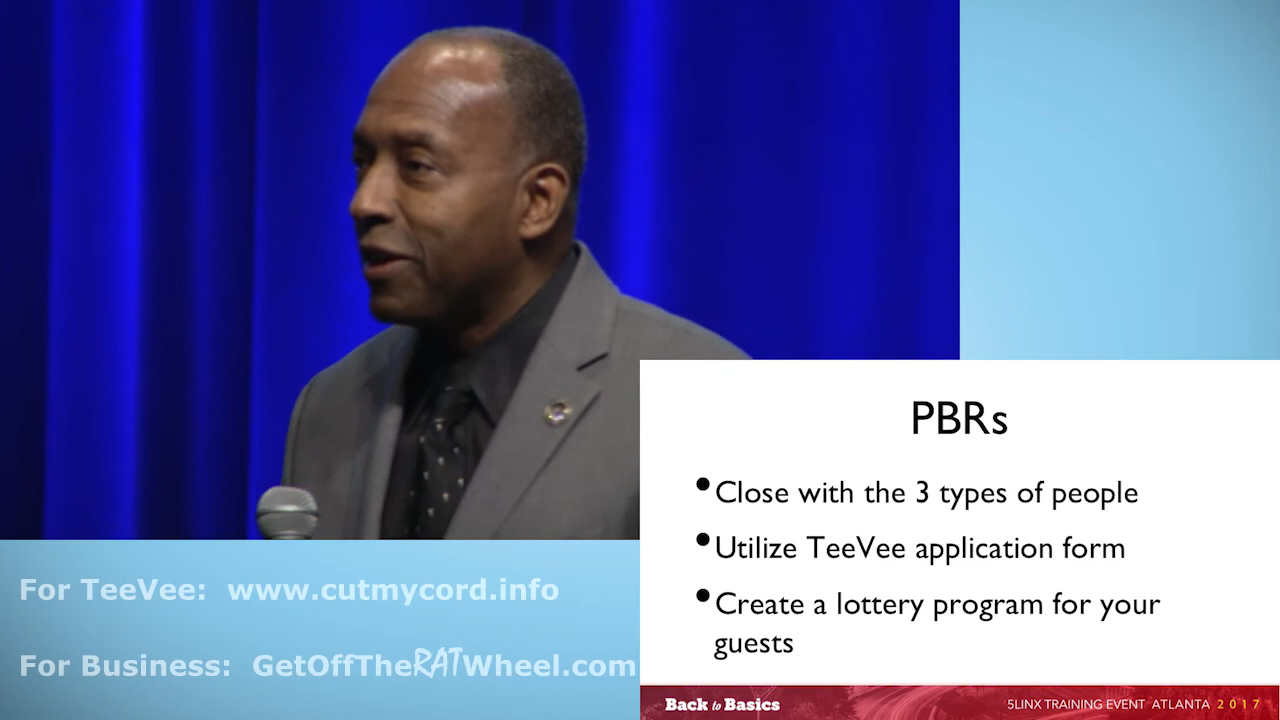 PBRs
• Close with the 3 types of people
• Utilize TeeVee application form
• Create a lottery program for your
guests
For TeeVee: www.cutmycord.info
For Business: GetOffTheRATWheel.com
Back to Basics
5LINX TRAINING EVENT ATLANTA 2017